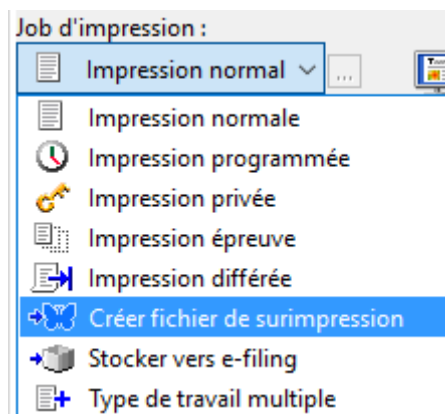 Job d'impression :
Impression normal
...
Impression normale
Impression programmée
Impression privée
Impression épreuve
Impression différée
Créer fichier de surimpression
Stocker vers e-filing
Type de travail multiple